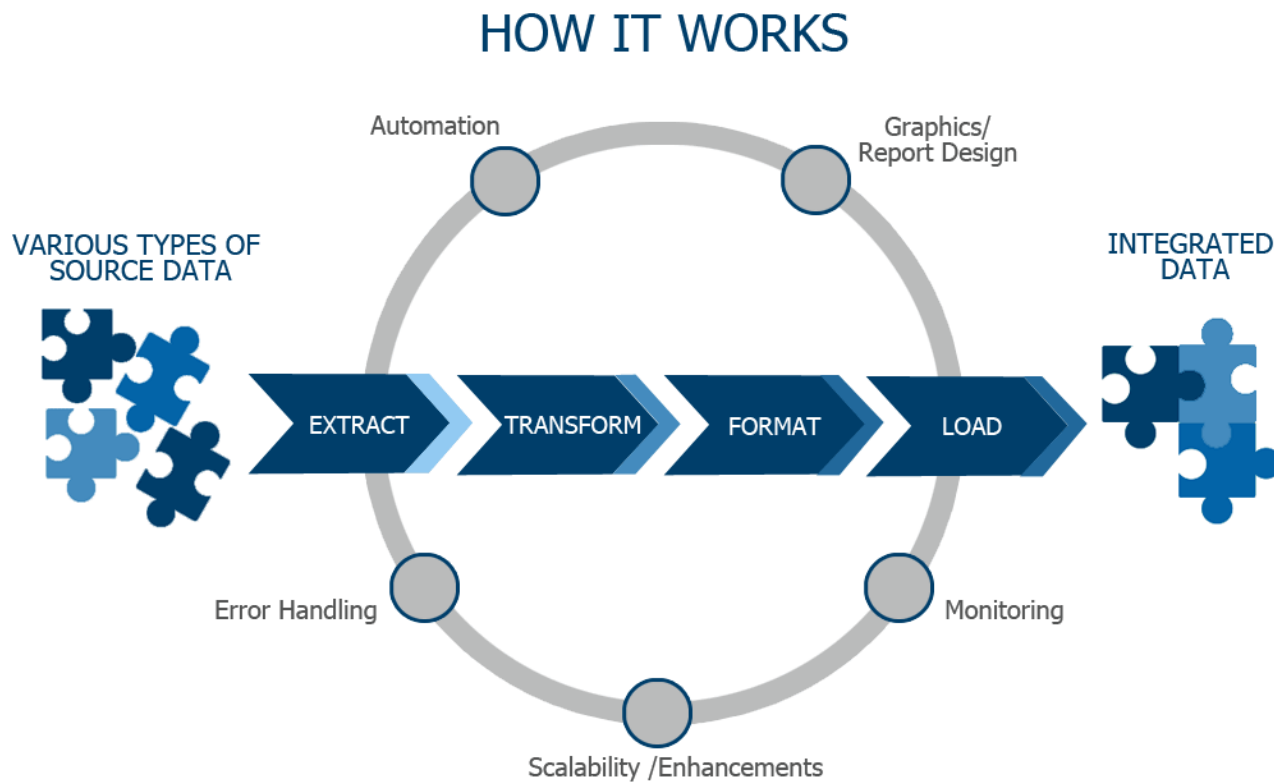 HOW IT WORKS
Automation
Graphics/
Report Design
VARIOUS TYPES OF
SOURCE DATA
INTEGRATED
DATA
EXTRACT
TRANSFORM
FORMAT
LOAD
Error Handling
Monitoring
Scalability /Enhancements